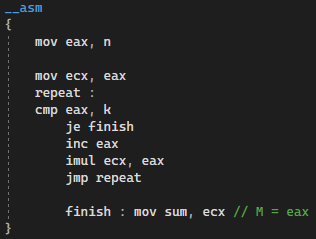 __asm
{
mov eax, n
mov ecx, eax
repeat :
cmp eax, k
je finish
inc eax
imul ecx, eax
jmp repeat
finish : mov sum, ecx // M = eax
}